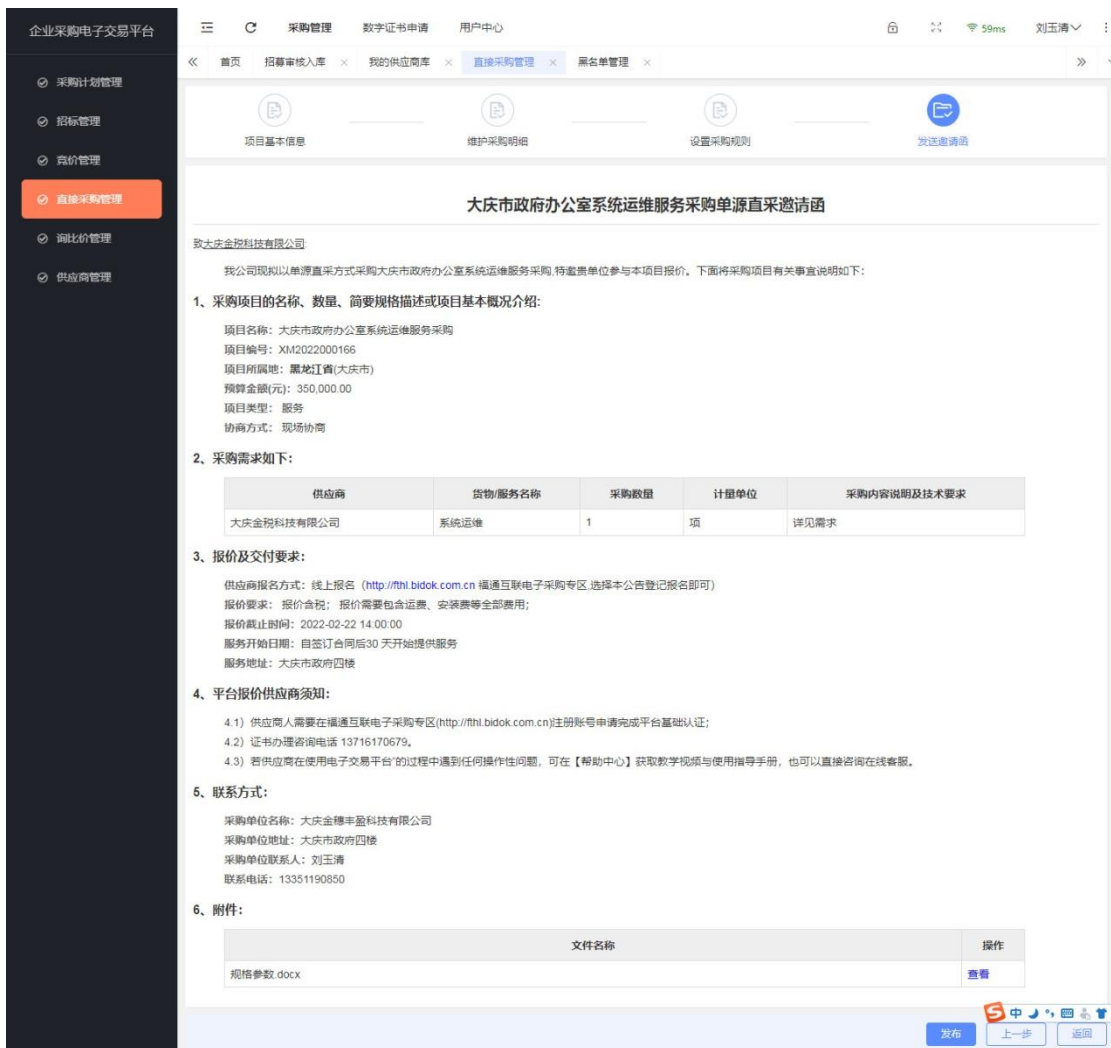 企业采购电子交易平台
采购管理 数字证书申请 用户中心 59ms 刘玉清
首页 招募审核入库 × 我的供应商库 × 直接采购管理 × 黑名单管理 ×
采购计划管理
招标管理
竞价管理
直接采购管理
询比价管理
供应商管理
项目基本信息 维护采购明细 设置采购规则 发送邀请函
大庆市政府办公室系统运维服务采购单源直采邀请函
致大庆金税科技有限公司:
我公司现拟以单源直采方式采购大庆市政府办公室系统运维服务采购,特邀贵单位参与本项目报价。下面将采购项目有关事宜说明如下:
1、采购项目的名称、数量、简要规格描述或项目基本概况介绍:
项目名称: 大庆市政府办公室系统运维服务采购
项目编号: XM2022000166
项目所属地: 黑龙江省(大庆市)
预算金额(元): 350,000.00
项目类型: 服务
协商方式: 现场协商
2、采购需求如下:
供应商 货物/服务名称 采购数量 计量单位 采购内容说明及技术要求
大庆金税科技有限公司 系统运维 1 项 详见需求
3、报价及交付要求:
供应商报名方式: 线上报名 (http://fthl.bidok.com.cn 福通互联电子采购专区,选择本公告登记报名即可)
报价要求: 报价含税; 报价需要包含运费、安装费等全部费用;
报价截止时间: 2022-02-22 14:00:00
服务开始日期: 自签订合同后30 天开始提供服务
服务地址: 大庆市政府四楼
4、平台报价供应商须知:
4.1) 供应商人需要在福通互联电子采购专区(http://fthl.bidok.com.cn)注册账号申请完成平台基础认证;
4.2) 证书办理咨询电话 13716170679。
4.3) 若供应商在使用电子交易平台"的过程中遇到任何操作性问题, 可在【帮助中心】获取教学视频与使用指导手册, 也可以直接咨询在线客服。
5、联系方式:
采购单位名称: 大庆金穗丰盈科技有限公司
采购单位地址: 大庆市政府四楼
采购单位联系人: 刘玉清
联系电话: 13351190850
6、附件:
文件名称 操作
规格参数.docx 查看
中
发布 上一步 返回